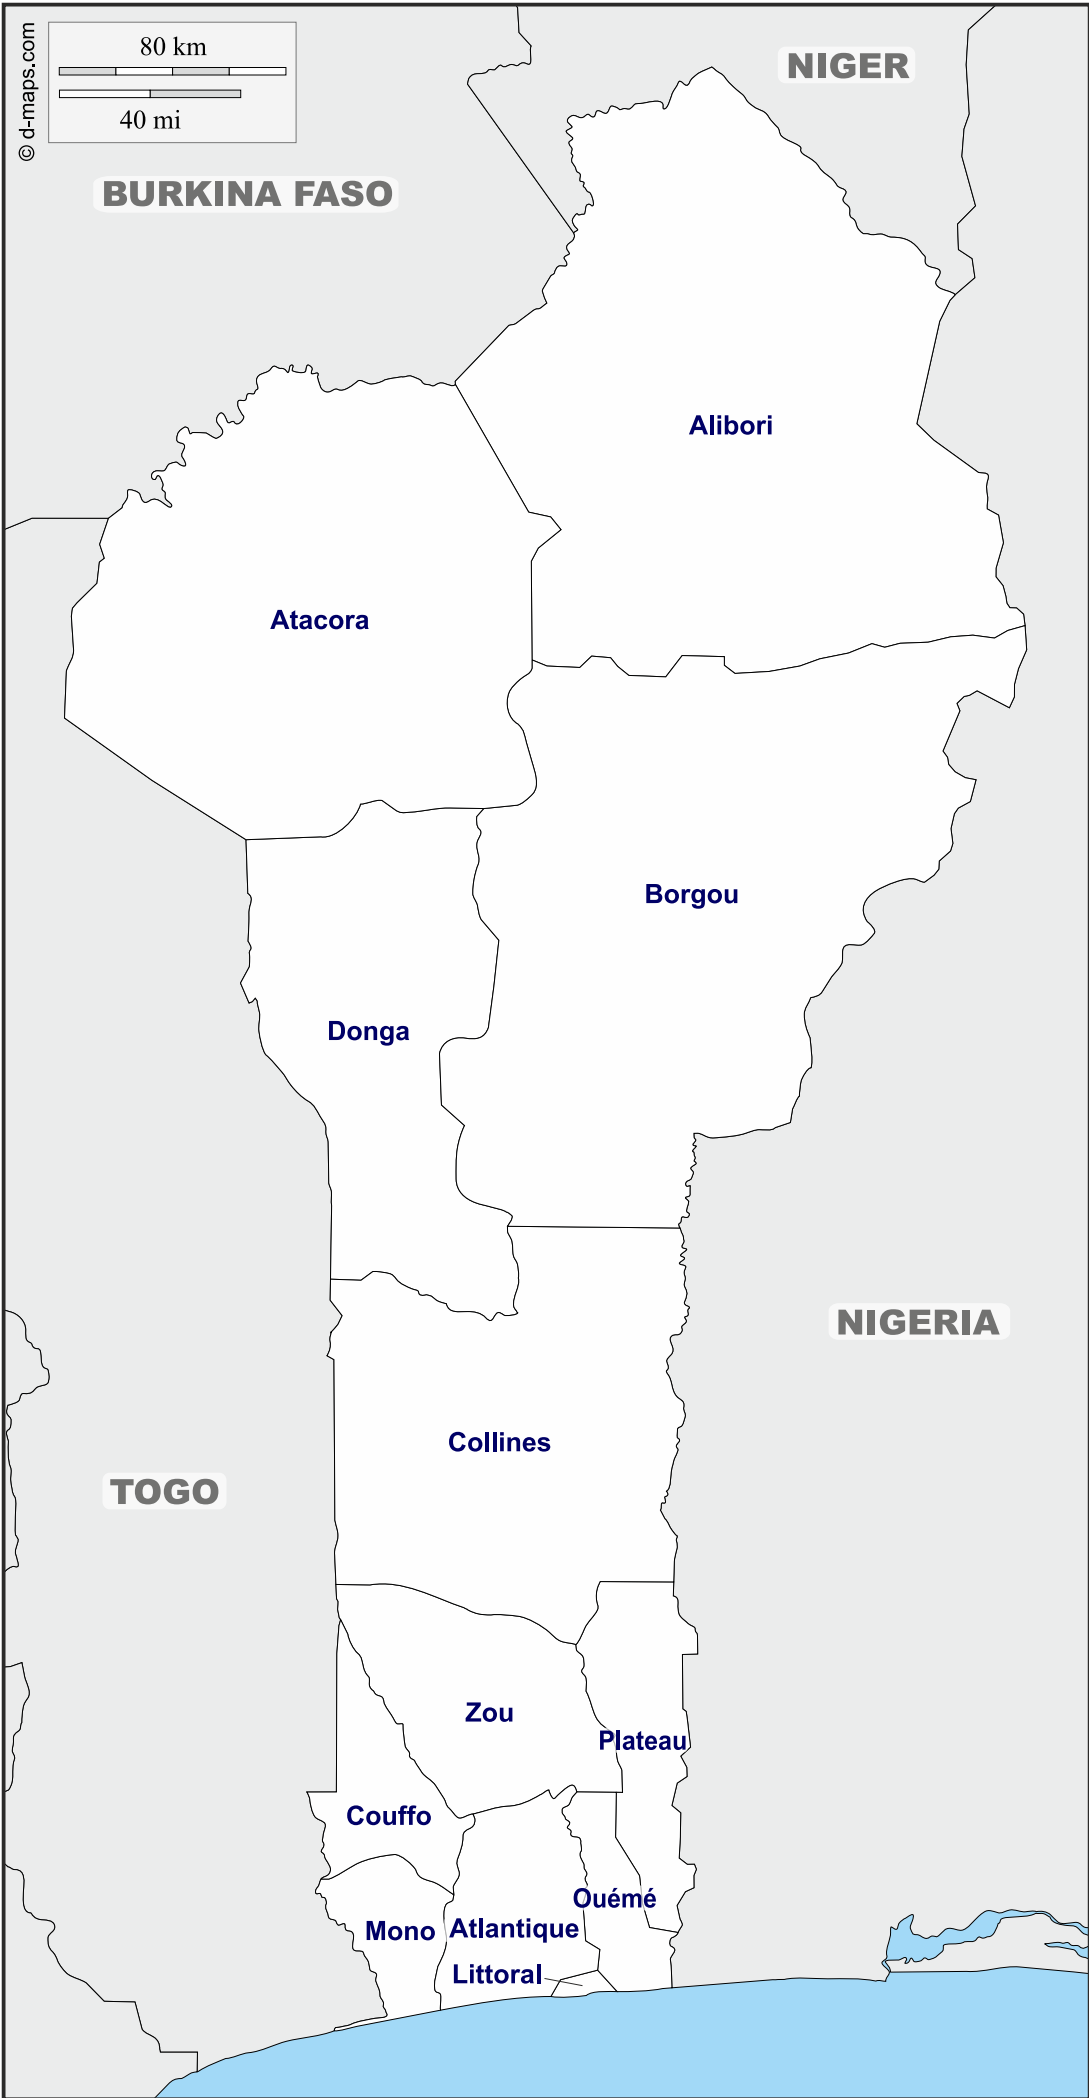 © d-maps.com
80 km
40 mi
NIGER
BURKINA FASO
Alibori
Atacora
Borgou
Donga
NIGERIA
Collines
TOGO
Zou
Plateau
Couffo
Ouémé
Mono
Atlantique
Littoral